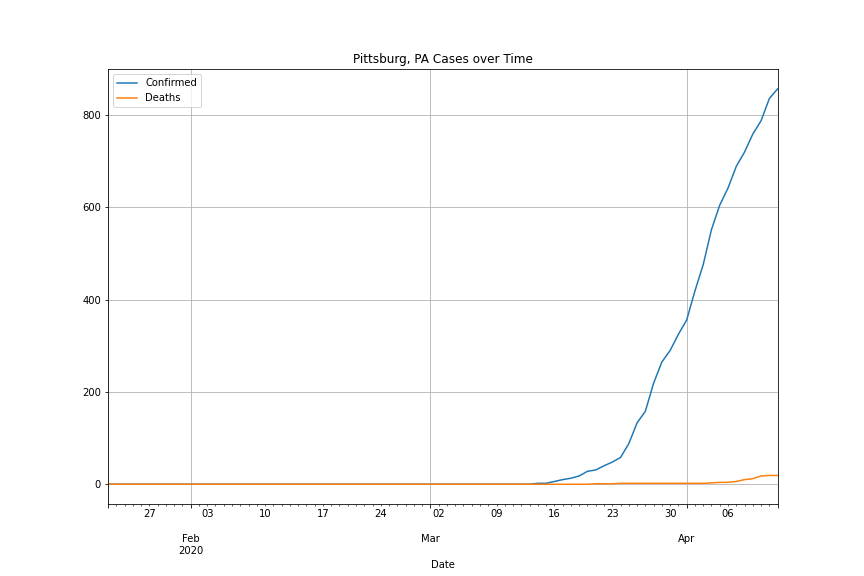 Pittsburg, PA Cases over Time
Confirmed
Deaths
800
600
400
200
0
27 03 10 17 24 02 09 16 23 30 06
Feb Mar Apr
2020
Date